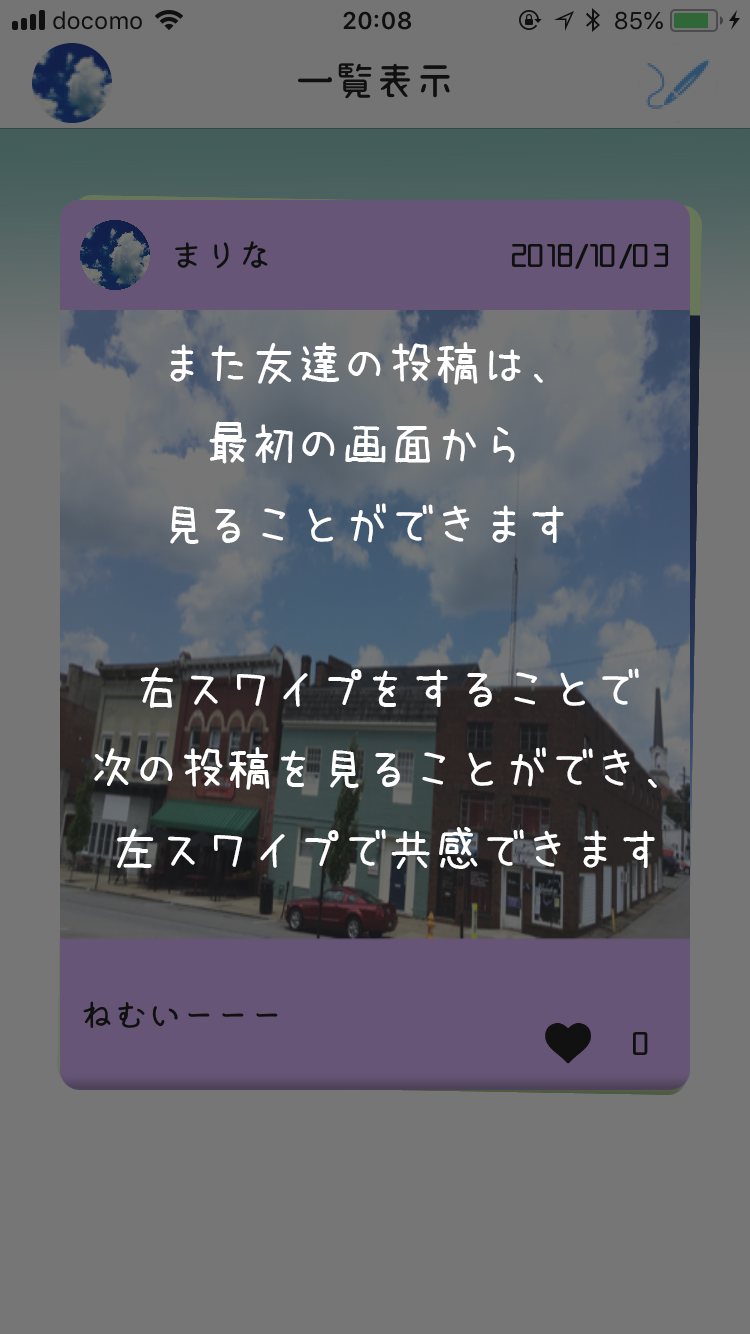 docomo 20:08 85%
一覧表示
まりな 2018/10/03
また友達の投稿は、
最初の画面から
見ることができます
右スワイプをすることで
次の投稿を見ることができ、
左スワイプで共感できます
ねむいーーー
0